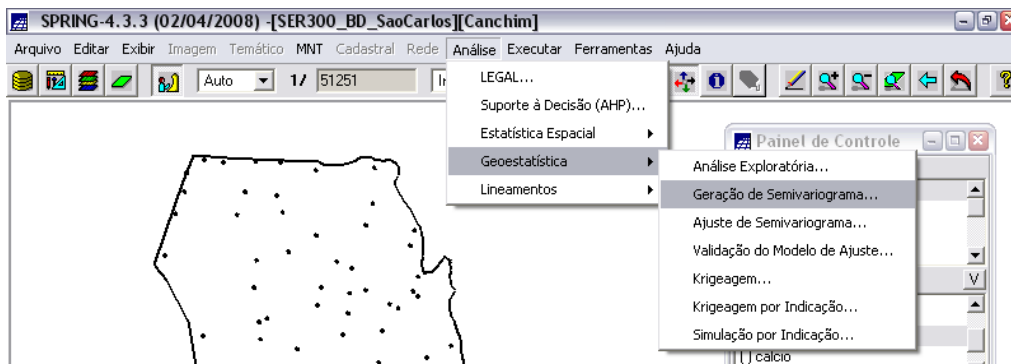 SPRING-4.3.3 (02/04/2008) -[SER300_BD_SaoCarlos][Canchim]
Arquivo Editar Exibir Imagem Temático MNT Cadastral Rede Análise Executar Ferramentas Ajuda
Auto 1/ 51251
LEGAL...
Suporte à Decisão (AHP)...
Estatística Espacial
Geoestatística
Lineamentos
Painel de Controle
Análise Exploratória...
Geração de Semivariograma...
Ajuste de Semivariograma...
Validação do Modelo de Ajuste...
Krigeagem...
Krigeagem por Indicação...
Simulação por Indicação...
V
( ) calcio